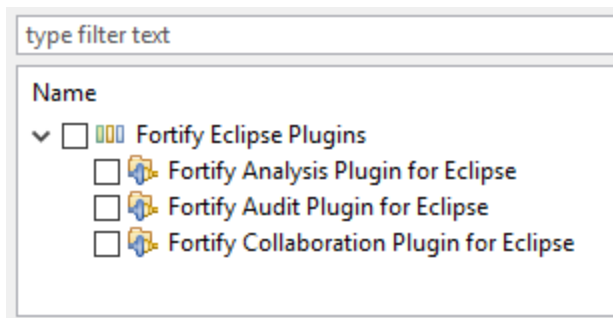 type filter text
Name
Fortify Eclipse Plugins
Fortify Analysis Plugin for Eclipse
Fortify Audit Plugin for Eclipse
Fortify Collaboration Plugin for Eclipse